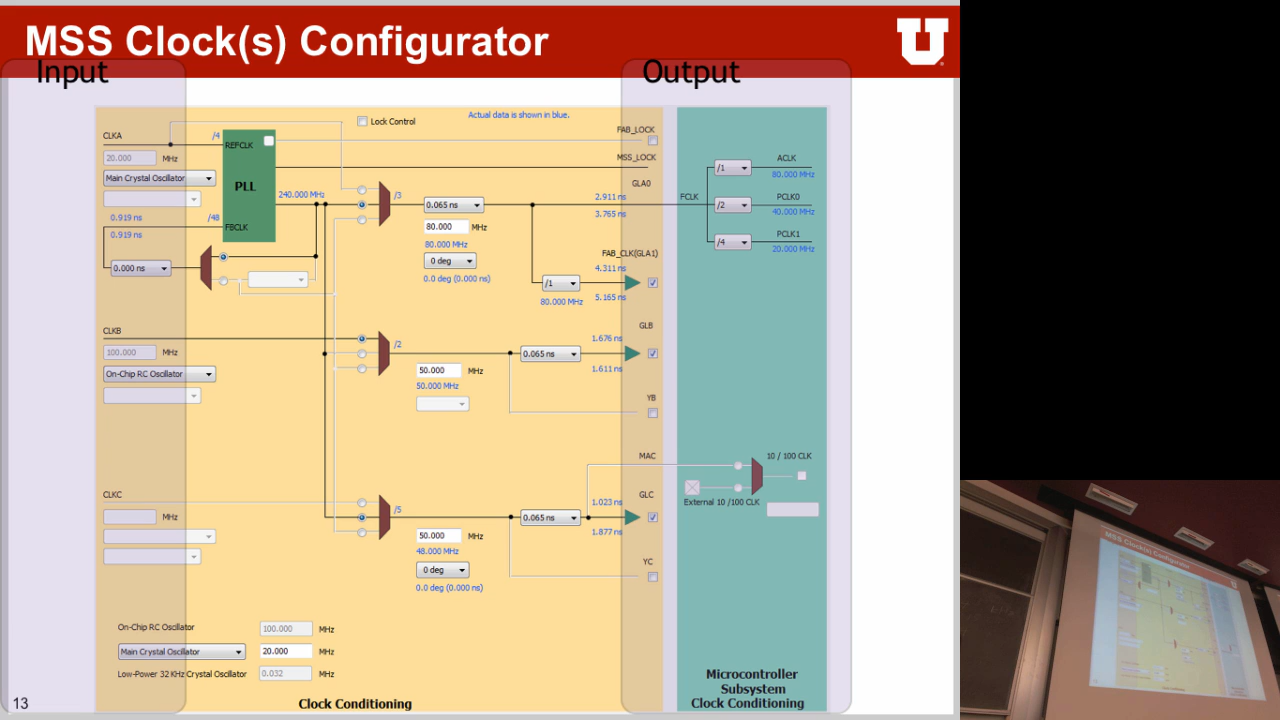 MSS Clock(s) Configurator
U
Input
Output
Lock Control
Actual data is shown in blue.
CLKA
/4
REFCLK
FAB_LOCK
20.000 MHz
MSS_LOCK
/1
ACLK
80.000 MHz
Main Crystal Oscillator
PLL
GLA0
240.000 MHz
/3
0.065 ns
2.911 ns
3.765 ns
FCLK
/2
PCLK0
40.000 MHz
0.919 ns
/48
FBCLK
0.919 ns
80.000 MHz
80.000 MHz
/4
PCLK1
20.000 MHz
0.000 ns
0 deg
0.0 deg (0.000 ns)
FAB_CLK(GLA1)
4.311 ns
/1
80.000 MHz
5.165 ns
CLKB
GLB
100.000 MHz
/2
0.065 ns
1.676 ns
1.611 ns
On-Chip RC Oscillator
50.000 MHz
50.000 MHz
YB
MAC
10 / 100 CLK
External 10 /100 CLK
CLKC
GLC
MHz
/5
0.065 ns
1.023 ns
1.877 ns
50.000 MHz
48.000 MHz
0 deg
0.0 deg (0.000 ns)
YC
On-Chip RC Oscillator 100.000 MHz
Main Crystal Oscillator 20.000 MHz
Low-Power 32 KHz Crystal Oscillator 0.032 MHz
Clock Conditioning
Microcontroller
Subsystem
Clock Conditioning
13
MSS Clock(s) Configurator